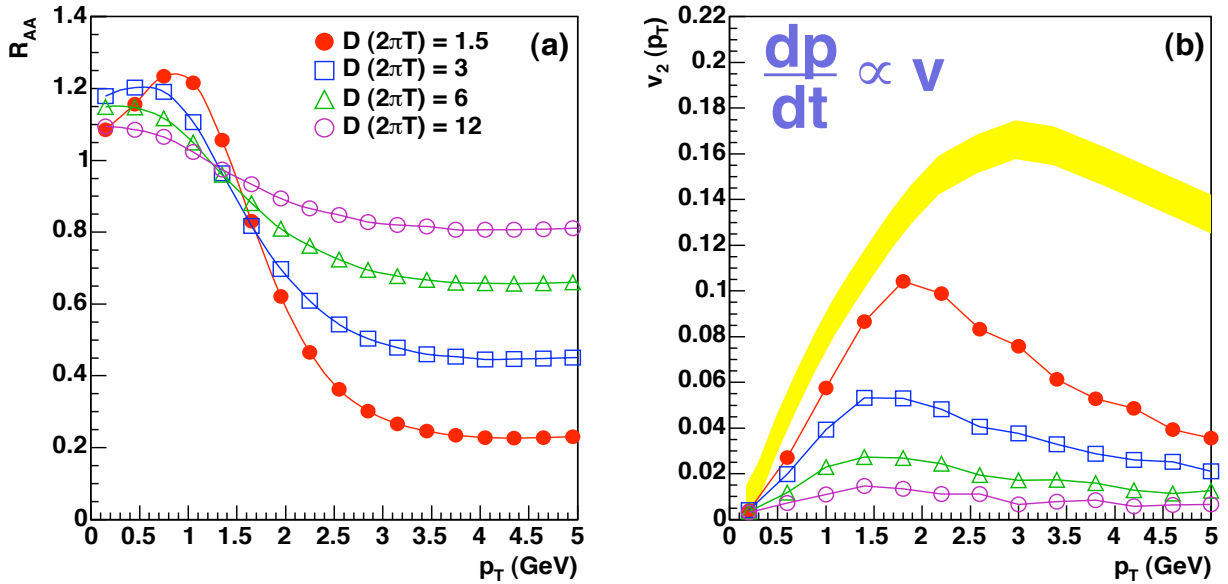 R_AA
1.4
1.2
1
0.8
0.6
0.4
0.2
0
(a)
D (2πT) = 1.5
D (2πT) = 3
D (2πT) = 6
D (2πT) = 12
0 0.5 1 1.5 2 2.5 3 3.5 4 4.5 5
p_T (GeV)
v_2 (p_T)
0.22
0.2
0.18
0.16
0.14
0.12
0.1
0.08
0.06
0.04
0.02
0
(b)
dp
dt
∝ v
0 0.5 1 1.5 2 2.5 3 3.5 4 4.5 5
p_T (GeV)